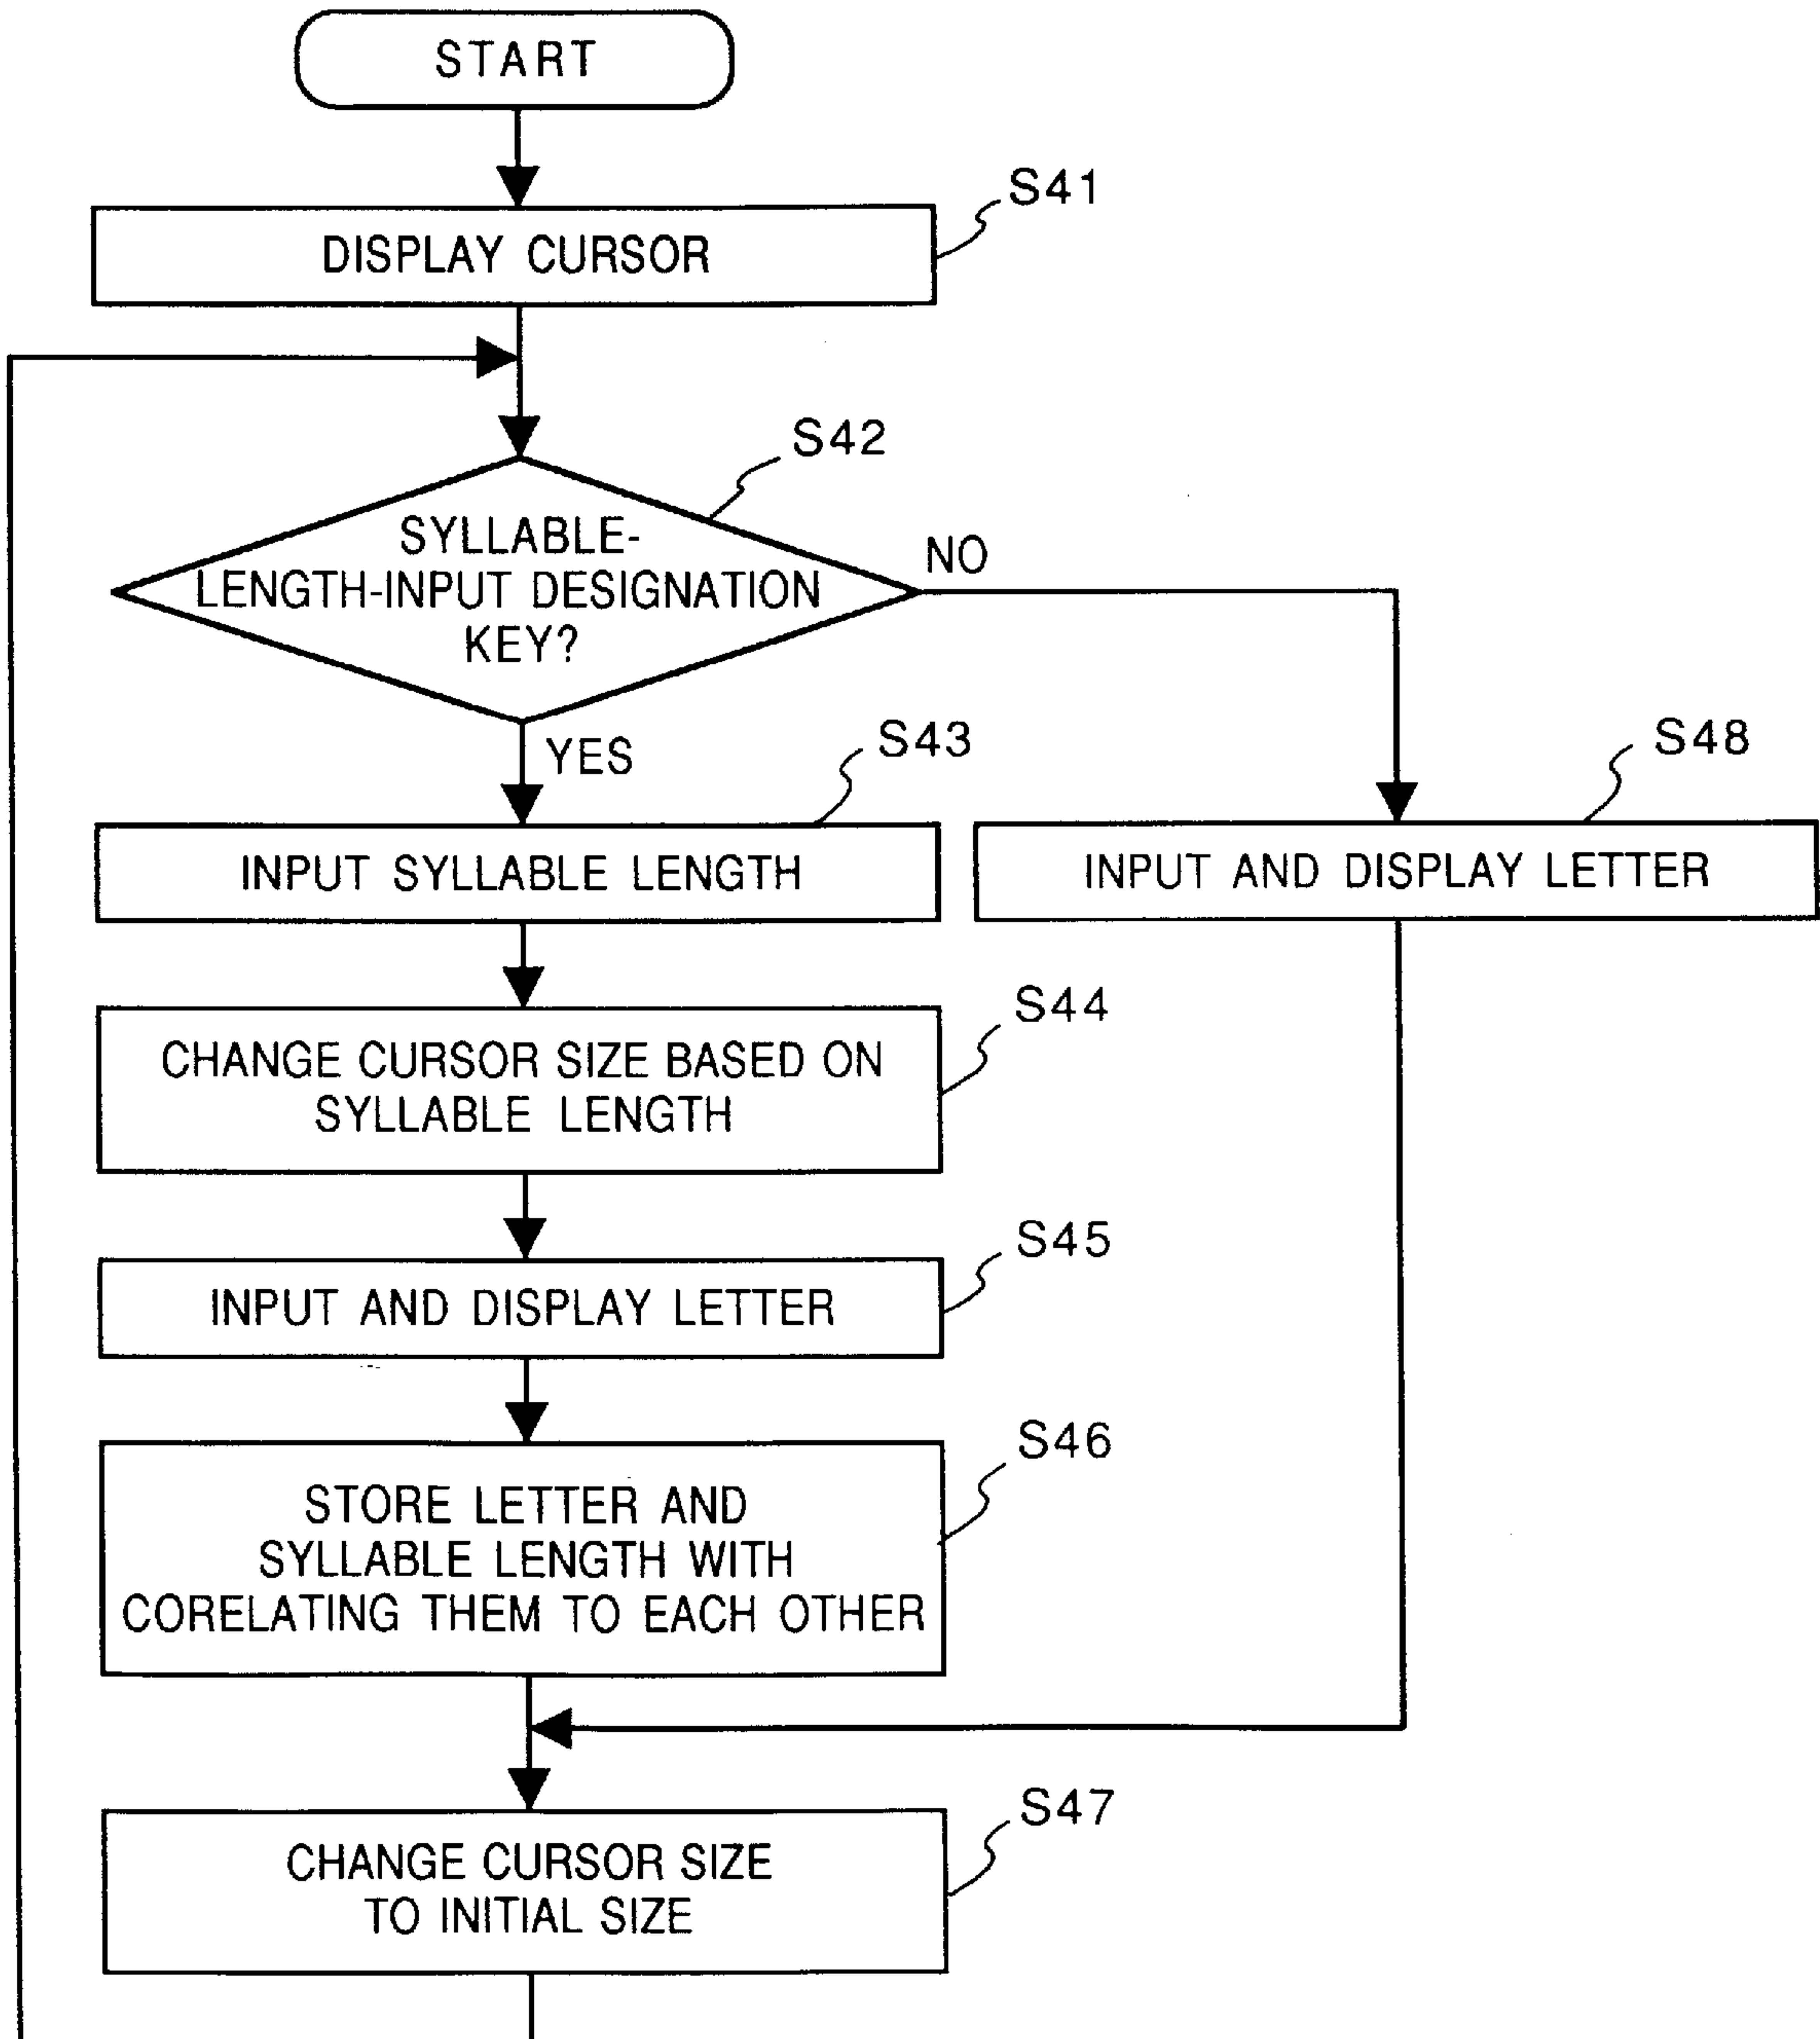 START
S41
DISPLAY CURSOR
S42
SYLLABLE-
LENGTH-INPUT DESIGNATION
KEY?
NO
YES
S43
S48
INPUT SYLLABLE LENGTH
INPUT AND DISPLAY LETTER
S44
CHANGE CURSOR SIZE BASED ON
SYLLABLE LENGTH
S45
INPUT AND DISPLAY LETTER
S46
STORE LETTER AND
SYLLABLE LENGTH WITH
CORELATING THEM TO EACH OTHER
S47
CHANGE CURSOR SIZE
TO INITIAL SIZE